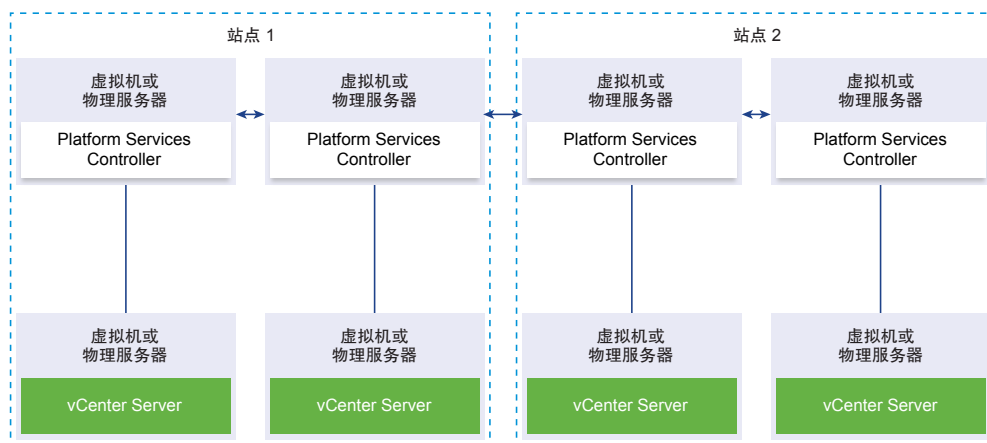 站点 1
站点 2
虚拟机或
物理服务器
Platform Services
Controller
虚拟机或
物理服务器
Platform Services
Controller
虚拟机或
物理服务器
Platform Services
Controller
虚拟机或
物理服务器
Platform Services
Controller
虚拟机或
物理服务器
vCenter Server
虚拟机或
物理服务器
vCenter Server
虚拟机或
物理服务器
vCenter Server
虚拟机或
物理服务器
vCenter Server